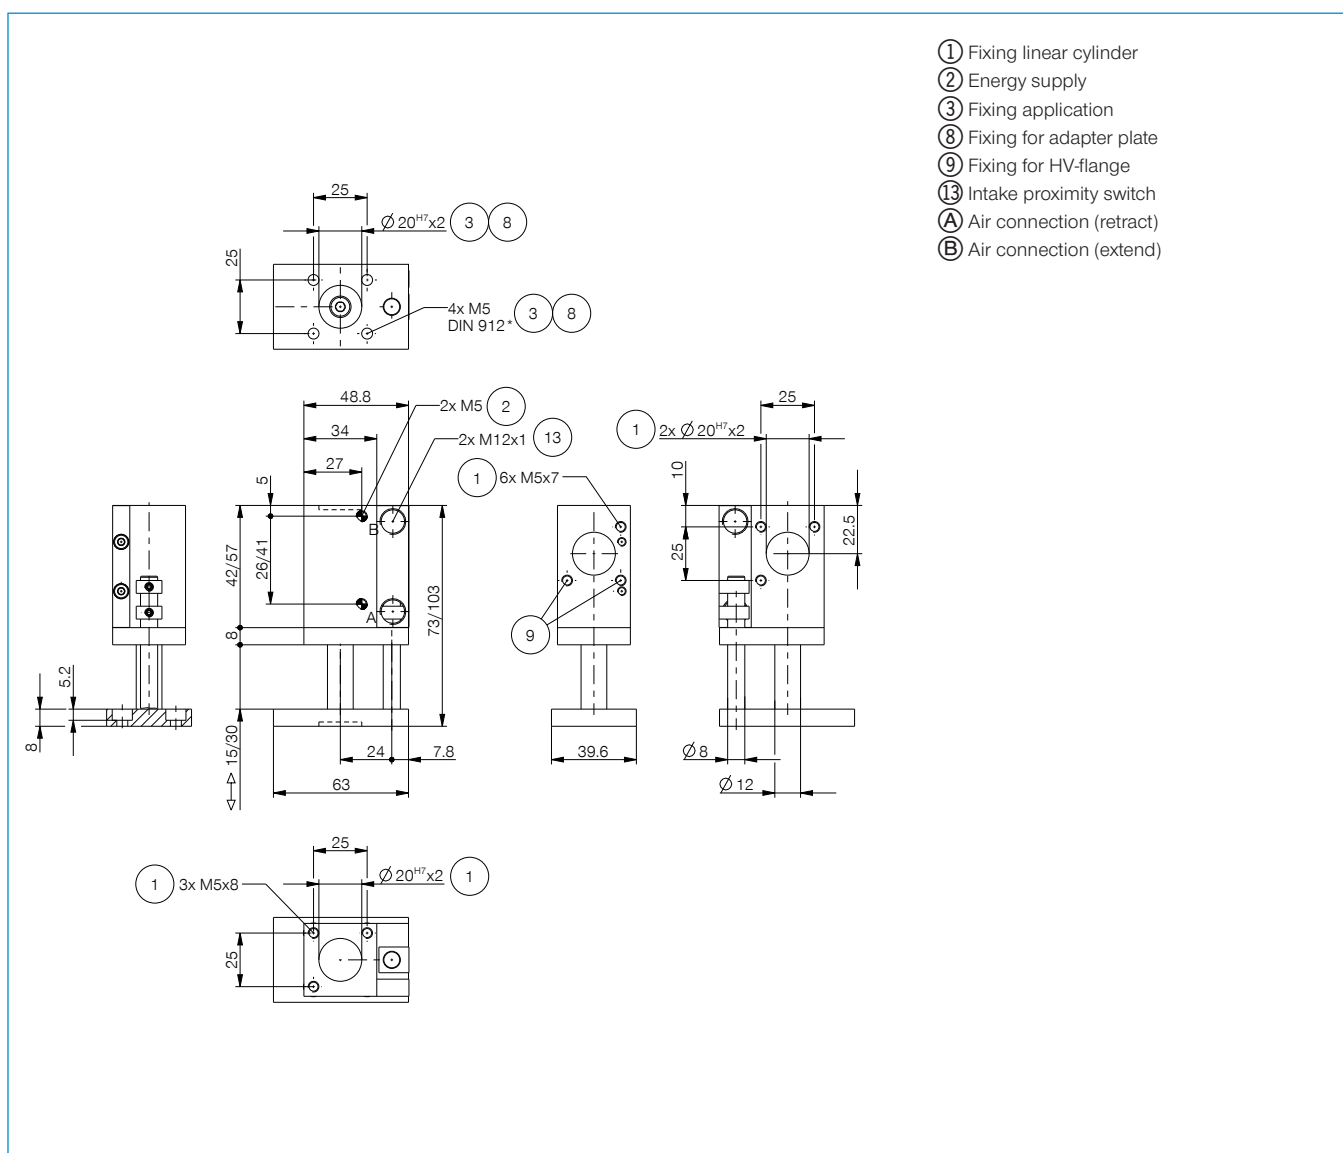 ① Fixing linear cylinder
② Energy supply
③ Fixing application
⑧ Fixing for adapter plate
⑨ Fixing for HV-flange
⑬ Intake proximity switch
Ⓐ Air connection (retract)
Ⓑ Air connection (extend)
25
Ø 20H7x2 3 8
25
4x M5
DIN 912* 3 8
48.8
2x M5 2
34
2x M12x1 13
27
5
B
42/57
26/41
A
73/103
8
5.2
8
15/30
24
7.8
63
1 6x M5x7
9
39.6
25
1 2x Ø 20H7x2
10
25
22.5
Ø 8
Ø 12
25
1 3x M5x8
Ø 20H7x2 1
25